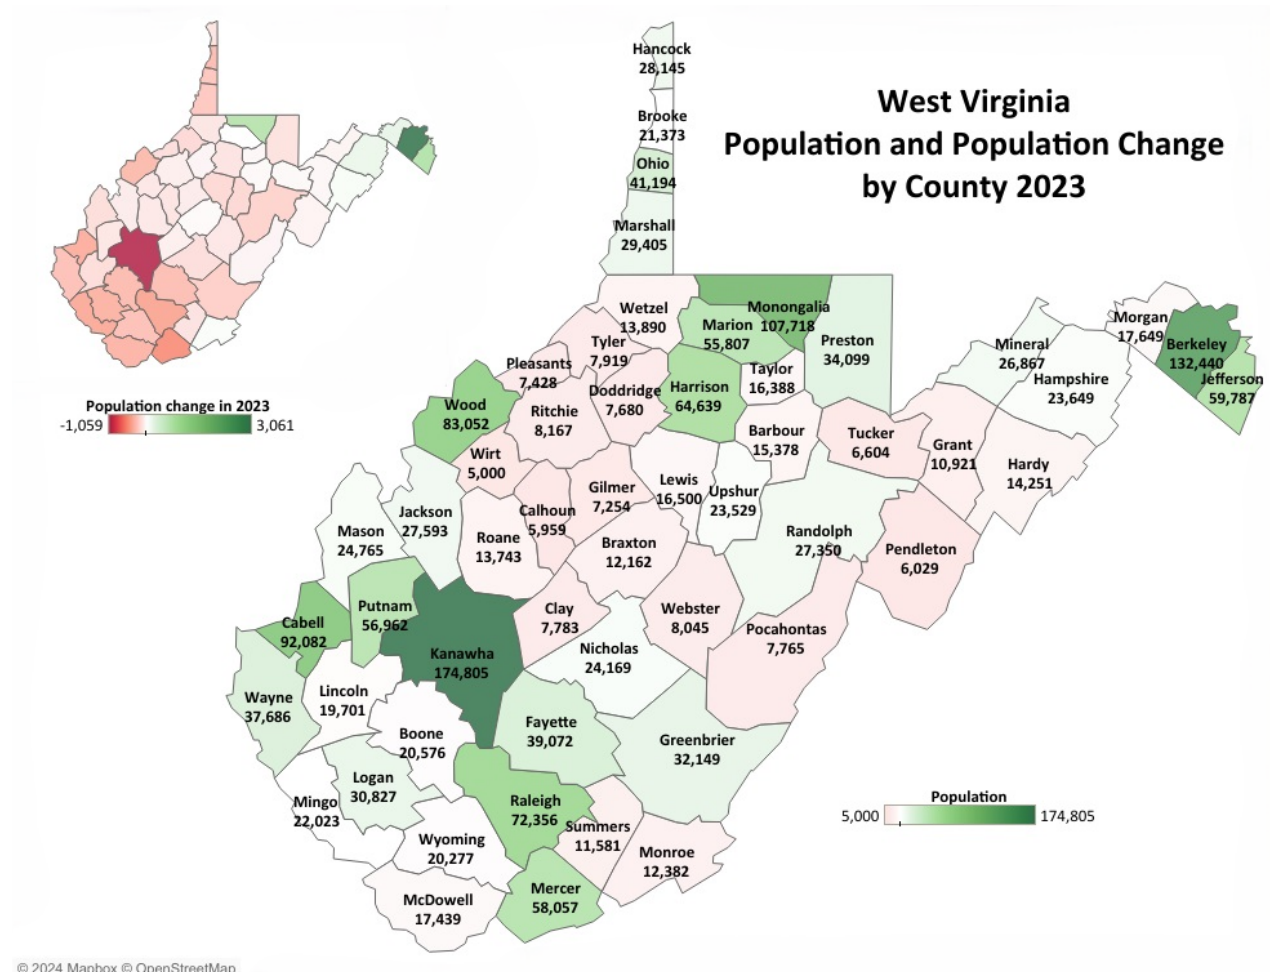 West Virginia
Population and Population Change
by County 2023
Hancock
28,145
Brooke
21,373
Ohio
41,194
Marshall
29,405
Wetzel
13,890
Monongalia
107,718
Marion
55,807
Preston
34,099
Tyler
7,919
Pleasants
7,428
Doddridge
7,680
Harrison
64,639
Taylor
16,388
Morgan
17,649
Berkeley
132,440
Jefferson
59,787
Mineral
26,867
Hampshire
23,649
Population change in 2023
-1,059
3,061
Wood
83,052
Ritchie
8,167
Barbour
15,378
Tucker
6,604
Grant
10,921
Hardy
14,251
Wirt
5,000
Lewis
16,500
Upshur
23,529
Gilmer
7,254
Calhoun
5,959
Jackson
27,593
Mason
24,765
Roane
13,743
Braxton
12,162
Randolph
27,350
Pendleton
6,029
Putnam
56,962
Cabell
92,082
Clay
7,783
Webster
8,045
Pocahontas
7,765
Kanawha
174,805
Nicholas
24,169
Wayne
37,686
Lincoln
19,701
Boone
20,576
Fayette
39,072
Greenbrier
32,149
Logan
30,827
Mingo
22,023
Raleigh
72,356
Summers
11,581
Population
5,000
174,805
Wyoming
20,277
Monroe
12,382
McDowell
17,439
Mercer
58,057
© 2024 Mapbox © OpenStreetMap